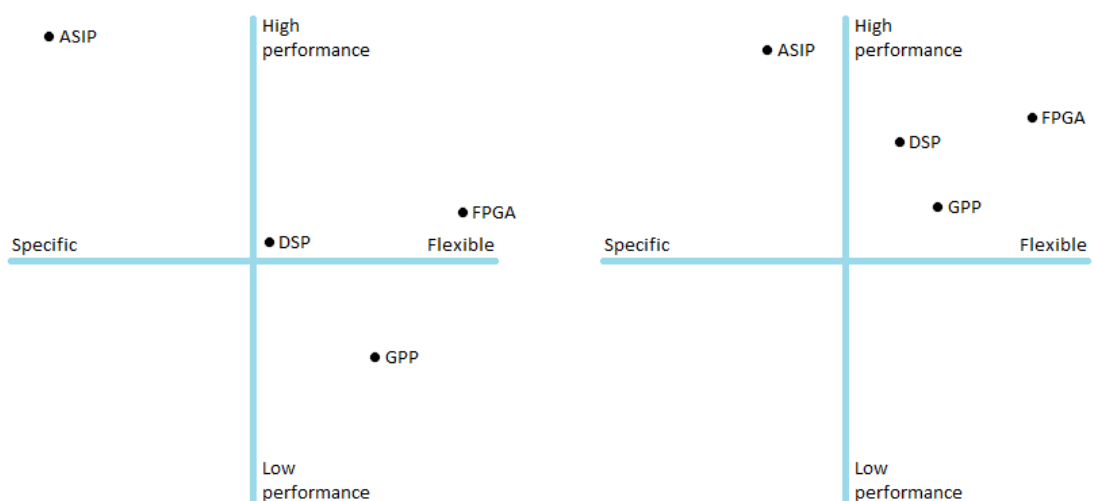 High
performance
ASIP
FPGA
DSP
Specific
Flexible
GPP
Low
performance
High
performance
ASIP
FPGA
DSP
GPP
Specific
Flexible
Low
performance